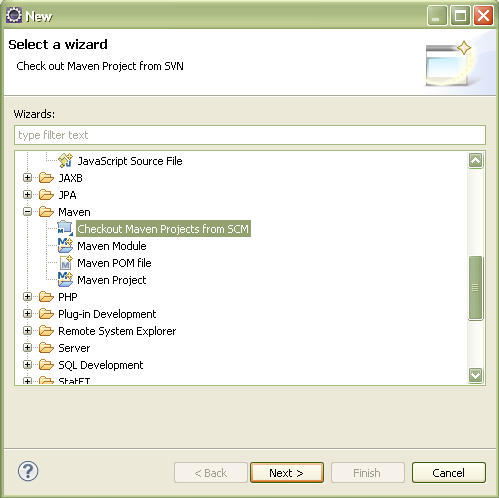 New
Select a wizard
Check out Maven Project from SVN
Wizards:
type filter text
JavaScript Source File
JAXB
JPA
Maven
Checkout Maven Projects from SCM
Maven Module
Maven POM file
Maven Project
PHP
Plug-in Development
Remote System Explorer
Server
SQL Development
StatET
?
< Back Next > Finish Cancel